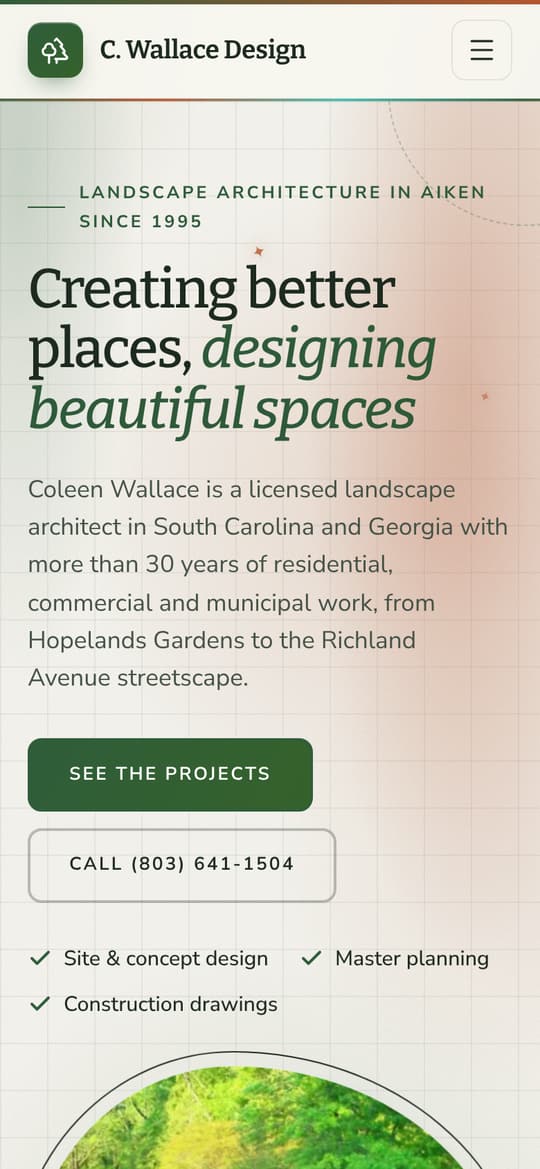 C. Wallace Design
LANDSCAPE ARCHITECTURE IN AIKEN
SINCE 1995
Creating better
places, designing
beautiful spaces
Coleen Wallace is a licensed landscape
architect in South Carolina and Georgia with
more than 30 years of residential,
commercial and municipal work, from
Hopelands Gardens to the Richland
Avenue streetscape.
SEE THE PROJECTS
CALL (803) 641-1504
Site & concept design
Master planning
Construction drawings